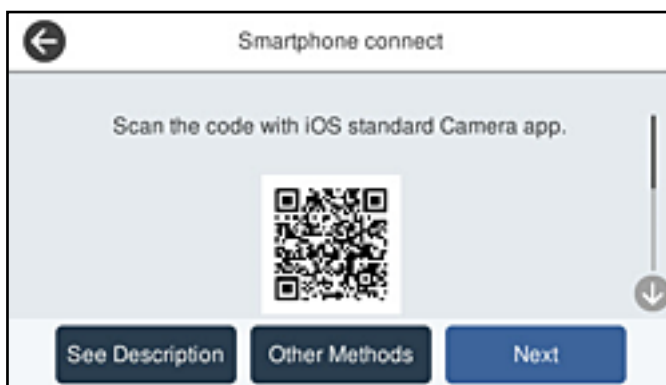 Smartphone connect
Scan the code with iOS standard Camera app.
See Description
Other Methods
Next